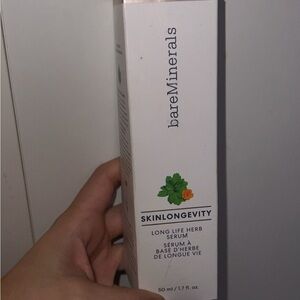 bareMinerals
SKINLONGEVITY
LONG LIFE HERB
SERUM
SÉRUM À
BASE D'HERBE
DE LONGUE VIE
50 ml / 1.7 fl. oz